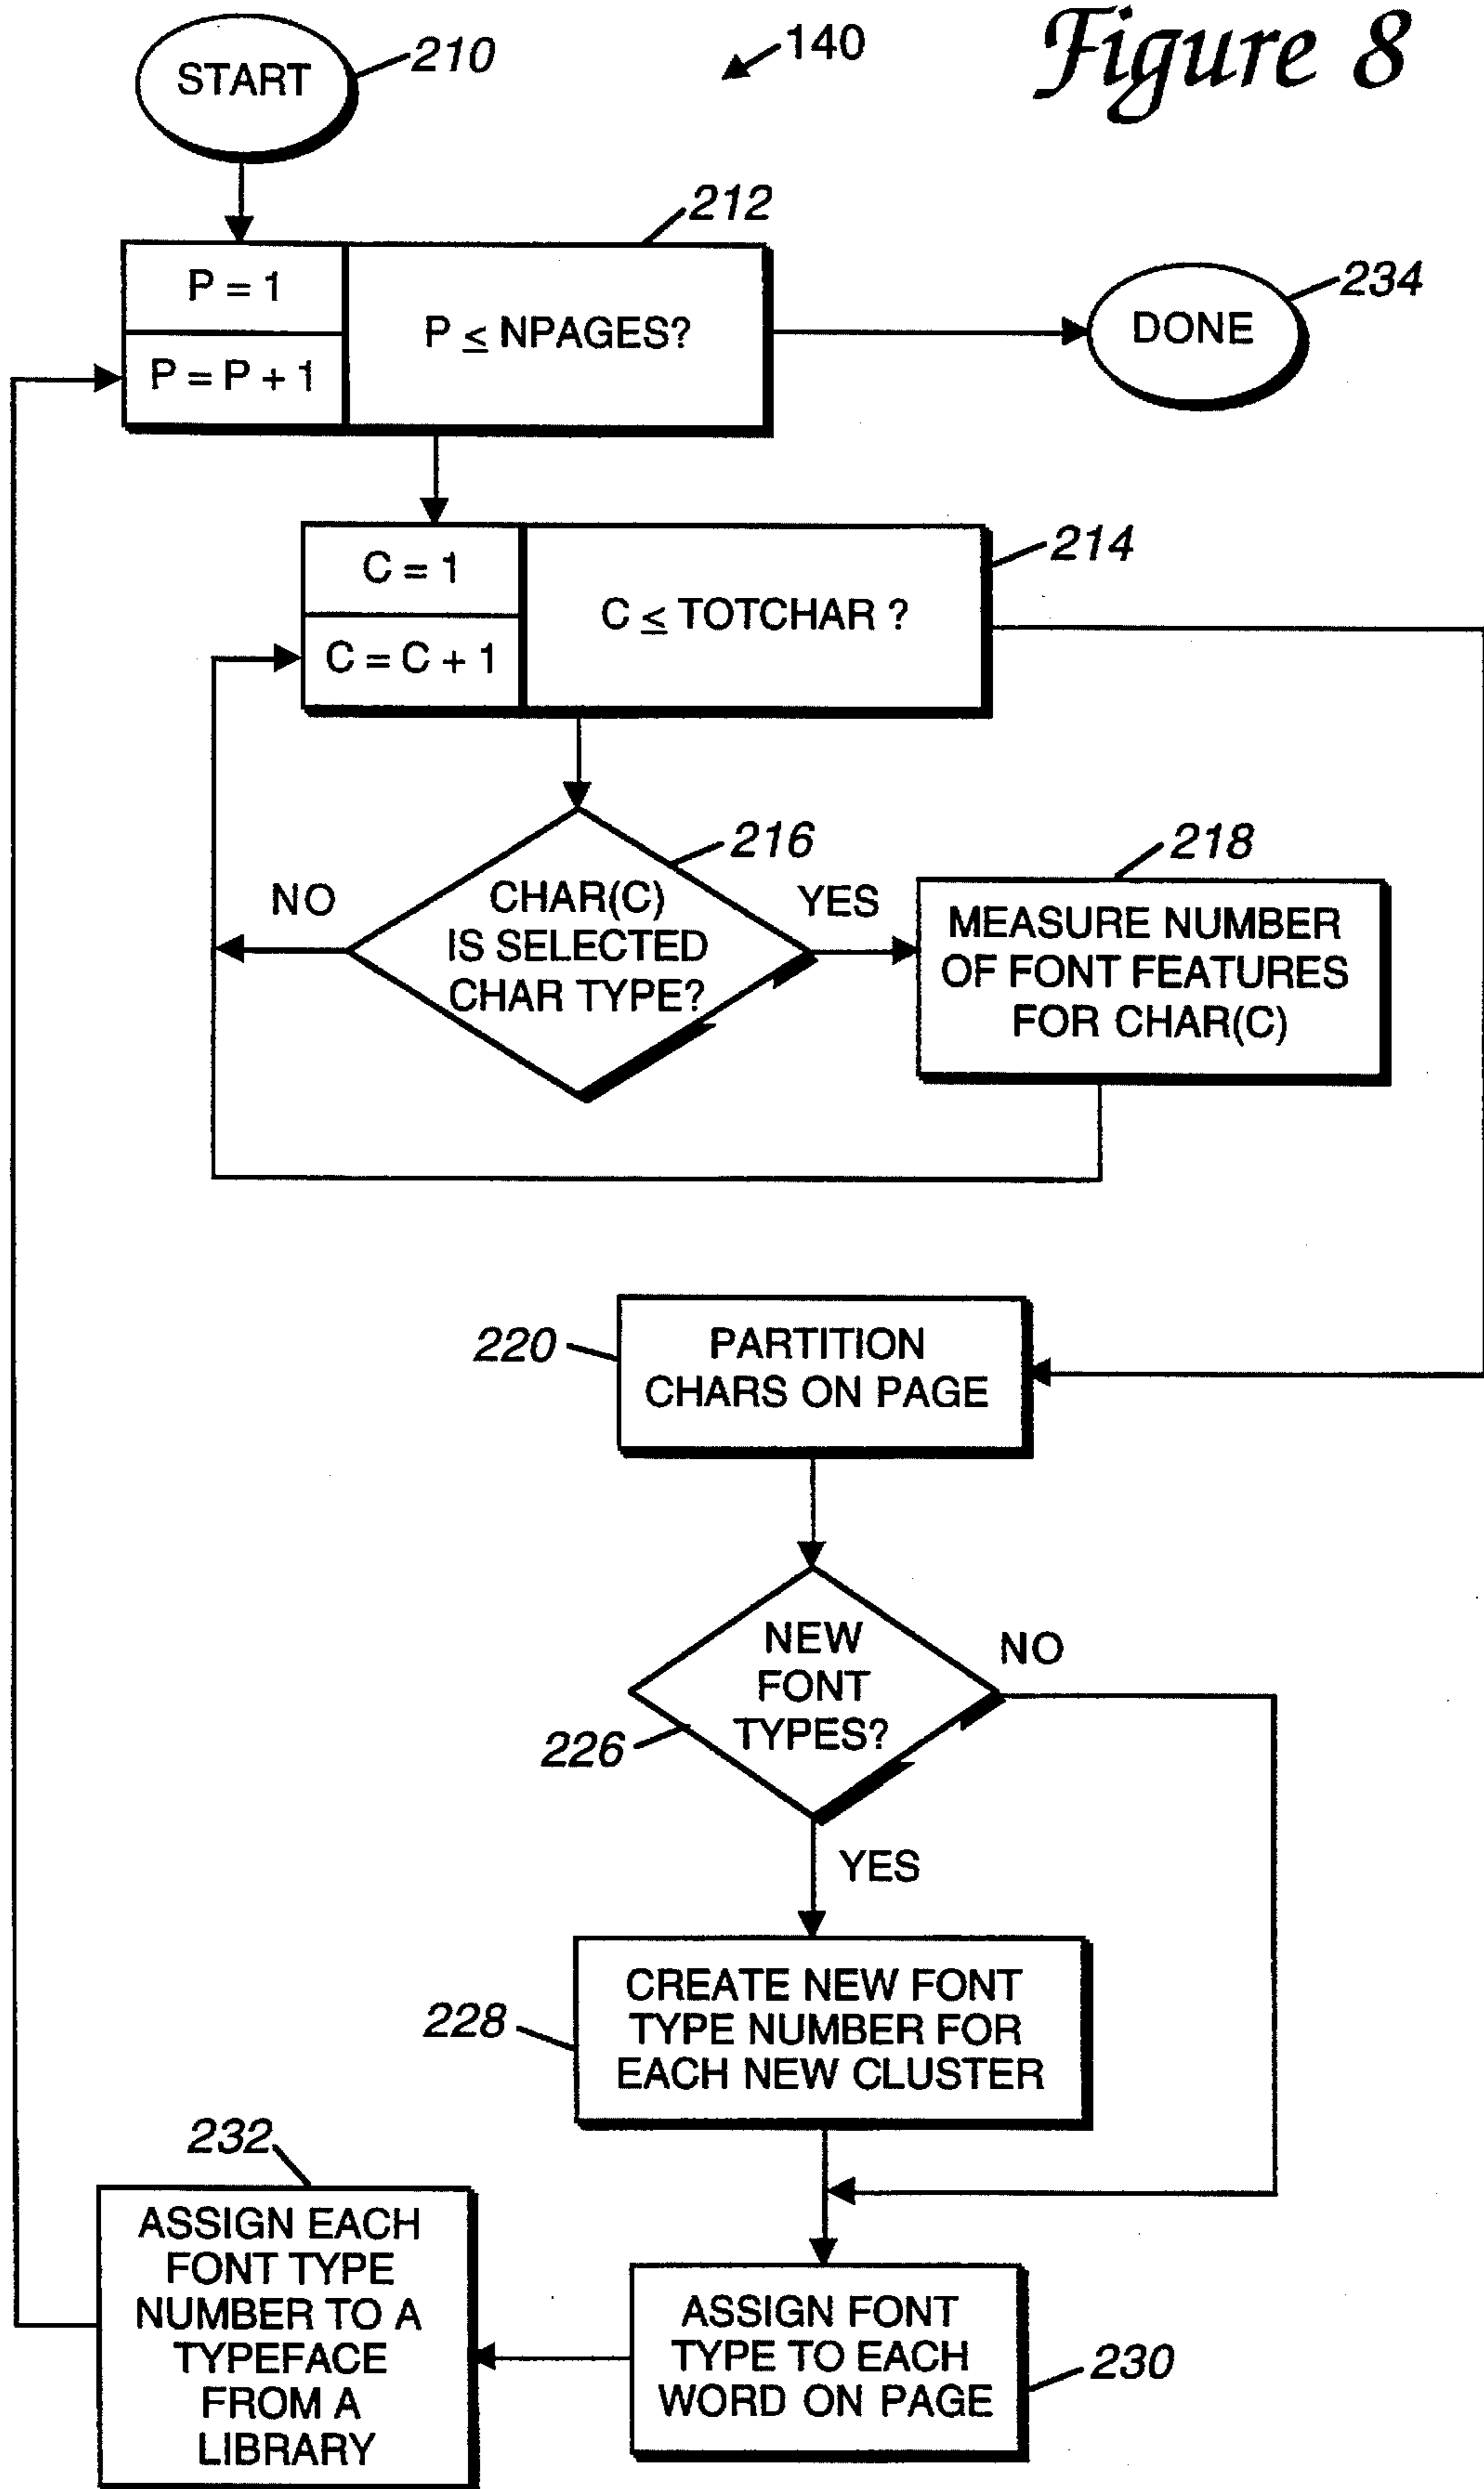 Figure 8
140
START
210
212
P = 1
P = P + 1
P ≤ NPAGES?
DONE
234
214
C = 1
C = C + 1
C ≤ TOTCHAR ?
216
CHAR(C)
IS SELECTED
CHAR TYPE?
NO
YES
218
MEASURE NUMBER
OF FONT FEATURES
FOR CHAR(C)
220
PARTITION
CHARS ON PAGE
226
NEW
FONT
TYPES?
NO
YES
228
CREATE NEW FONT
TYPE NUMBER FOR
EACH NEW CLUSTER
230
ASSIGN FONT
TYPE TO EACH
WORD ON PAGE
232
ASSIGN EACH
FONT TYPE
NUMBER TO A
TYPEFACE
FROM A
LIBRARY